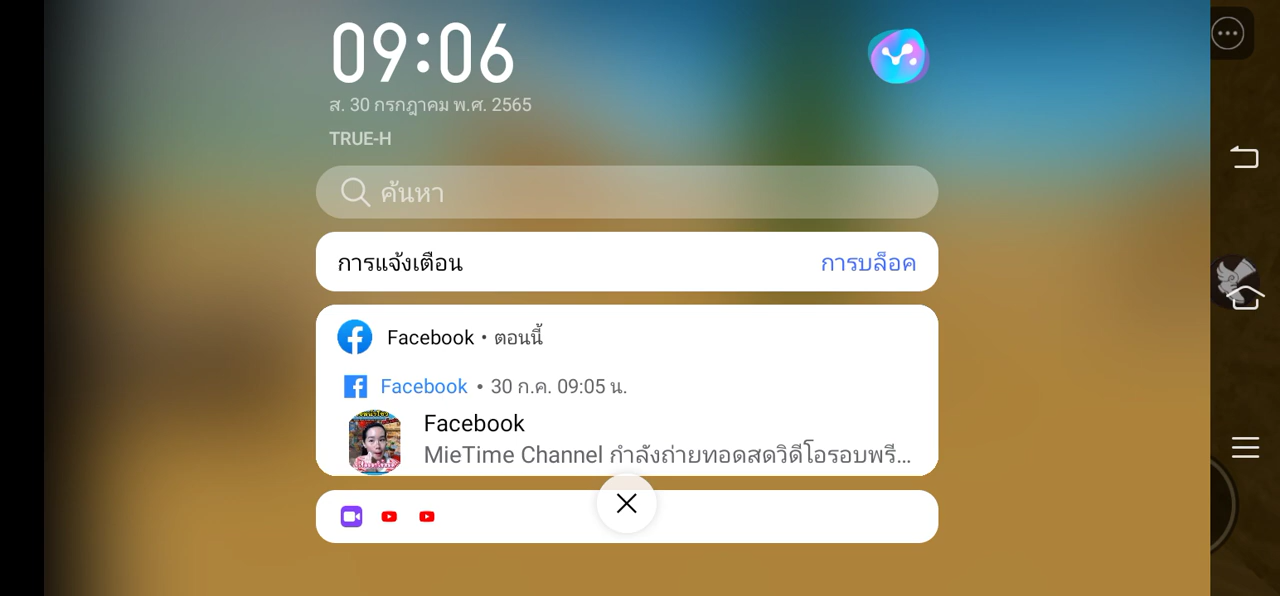 09:06
ส. 30 กรกฎาคม พ.ศ. 2565
TRUE-H
ค้นหา
การแจ้งเตือน
การบล็อค
Facebook • ตอนนี้
Facebook • 30 ก.ค. 09:05 น.
Facebook
MieTime Channel กำลังถ่ายทอดสดวิดีโอรอบพรี...